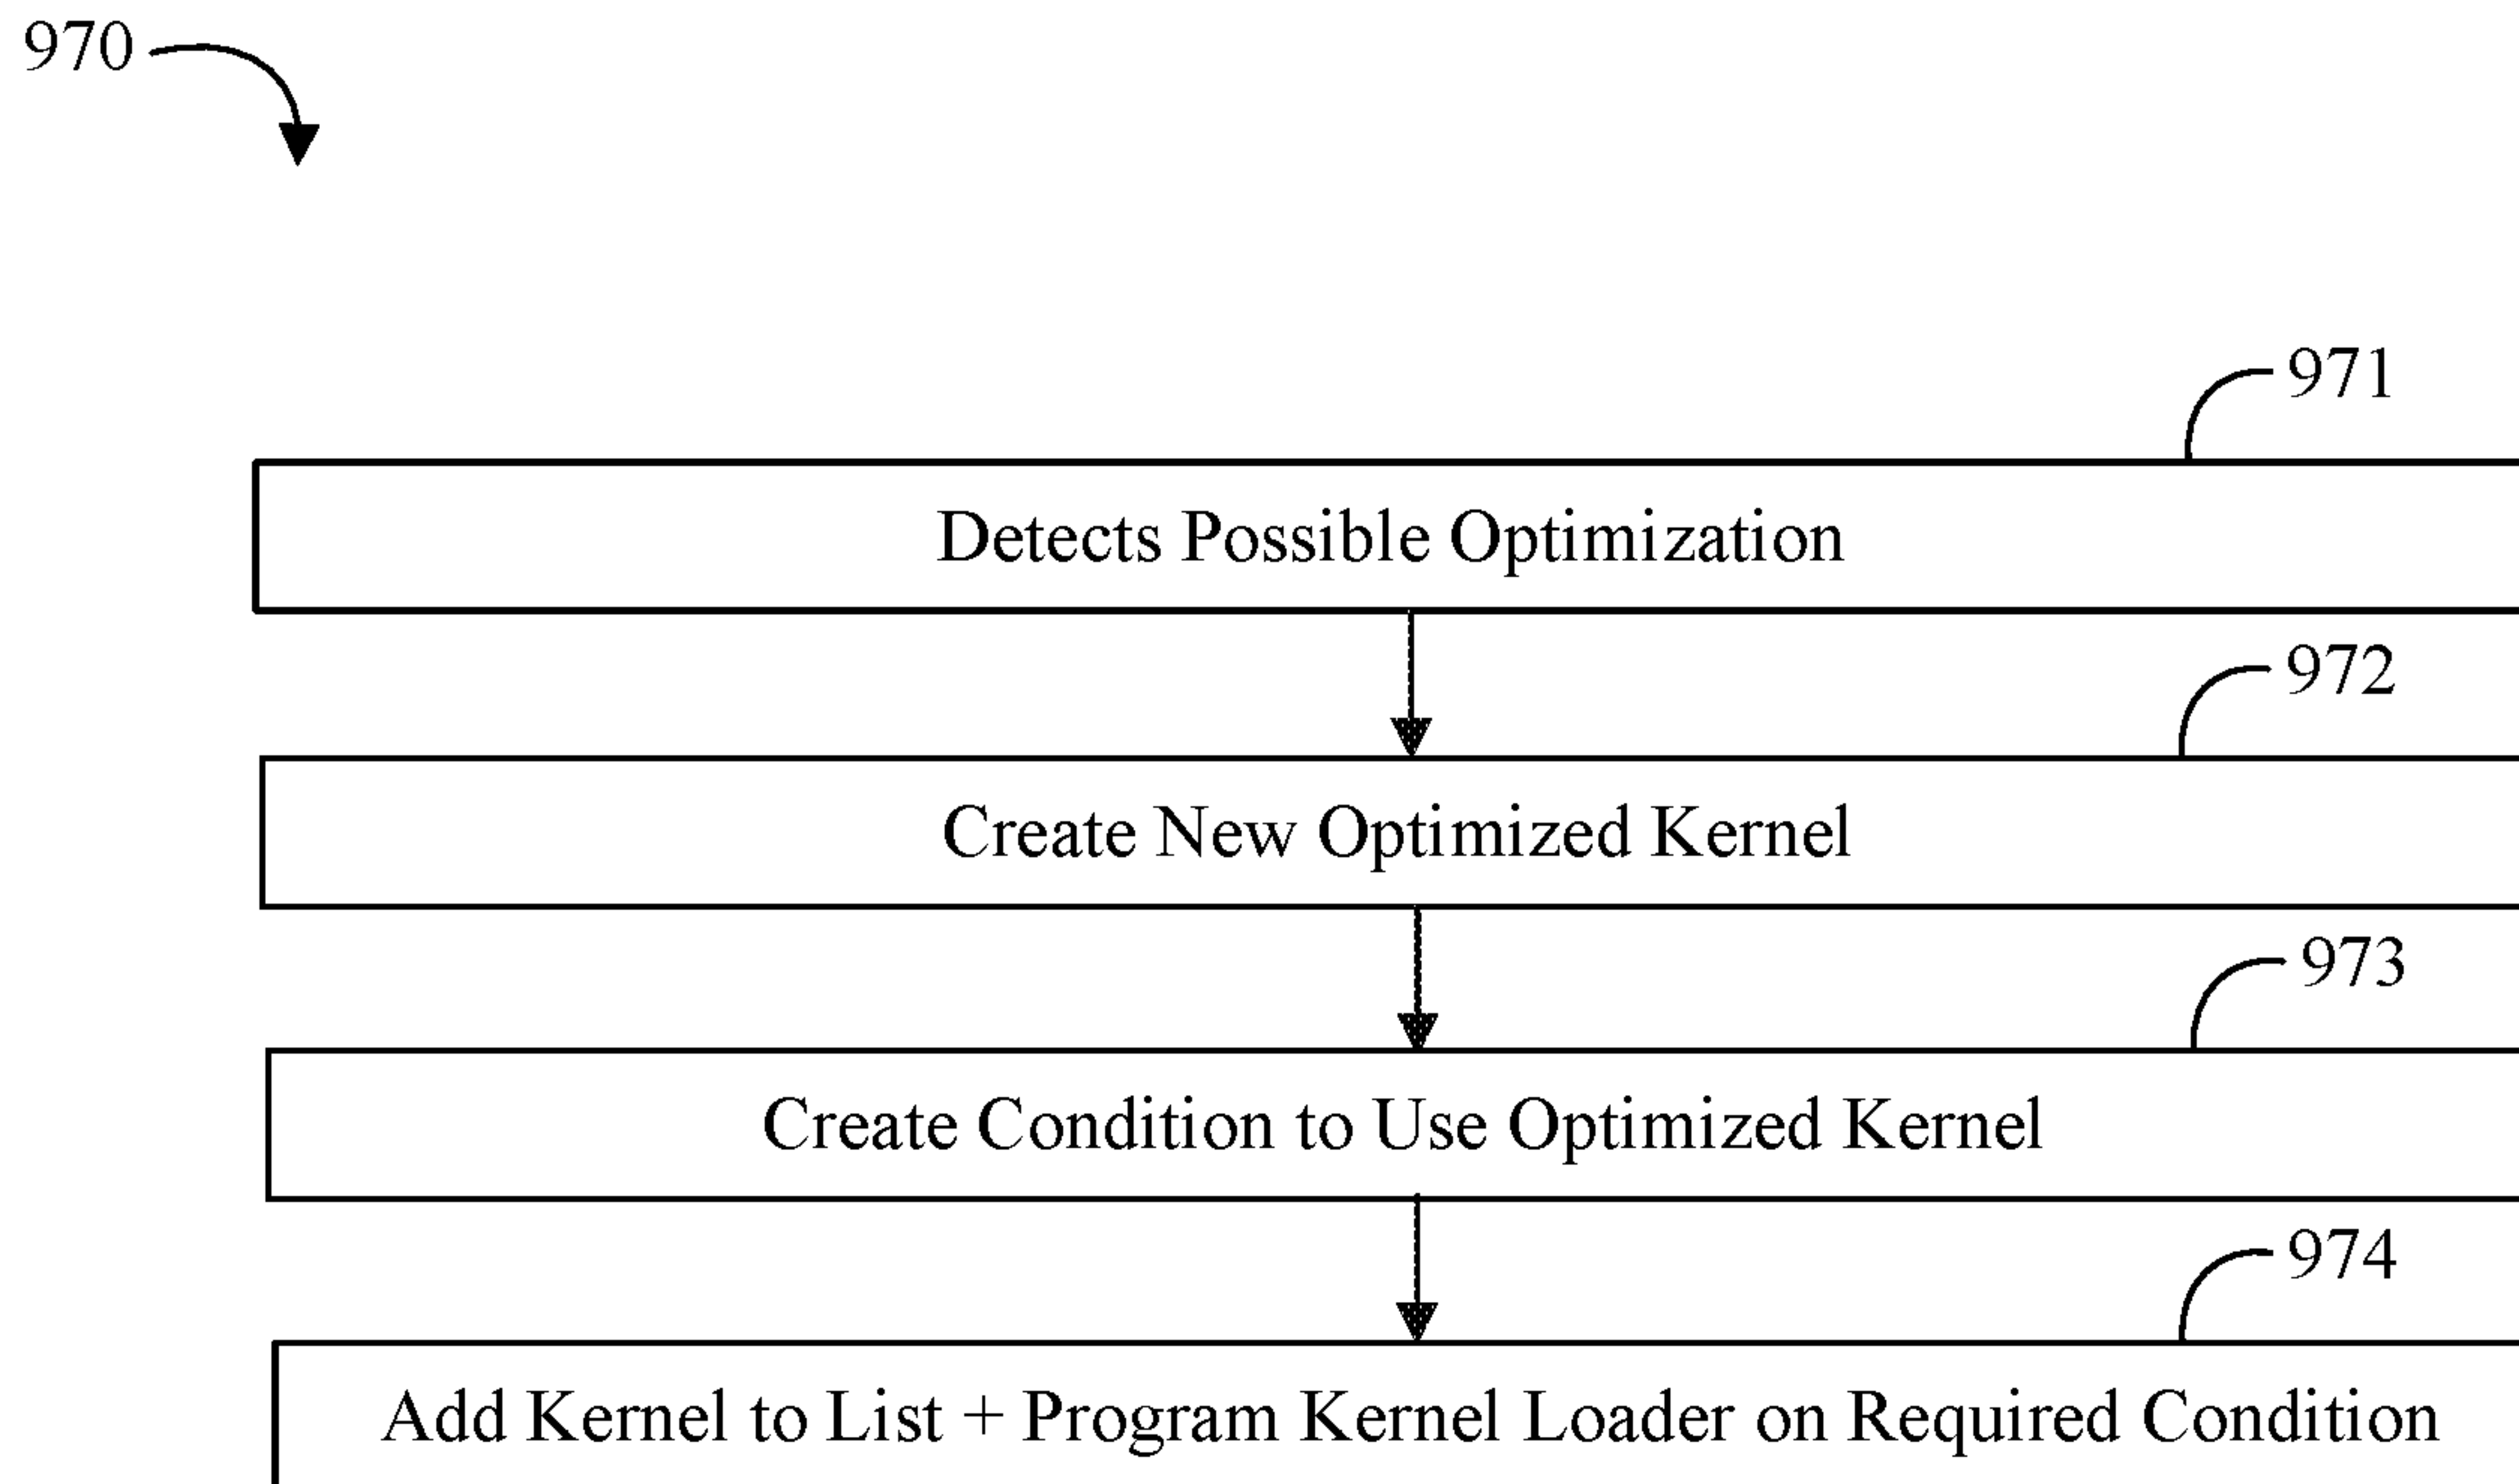 970
971
Detects Possible Optimization
972
Create New Optimized Kernel
973
Create Condition to Use Optimized Kernel
974
Add Kernel to List + Program Kernel Loader on Required Condition